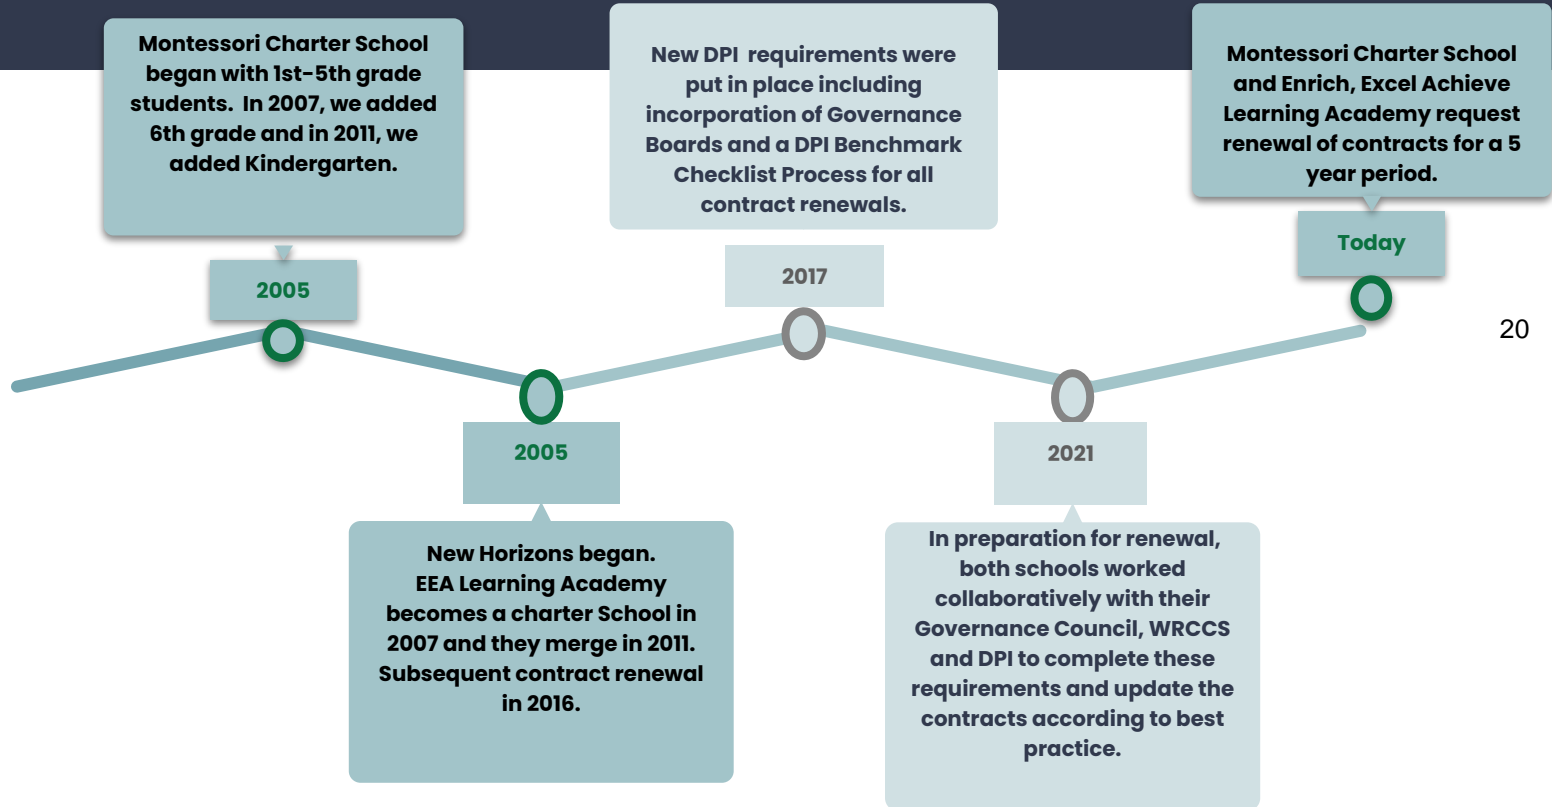 Montessori Charter School
began with 1st-5th grade
students. In 2007, we added
6th grade and in 2011, we
added Kindergarten.
2005
New Horizons began.
EEA Learning Academy
becomes a charter School in
2007 and they merge in 2011.
Subsequent contract renewal
in 2016.
2005
New DPI requirements were
put in place including
incorporation of Governance
Boards and a DPI Benchmark
Checklist Process for all
contract renewals.
2017
2021
In preparation for renewal,
both schools worked
collaboratively with their
Governance Council, WRCCS
and DPI to complete these
requirements and update the
contracts according to best
practice.
Montessori Charter School
and Enrich, Excel Achieve
Learning Academy request
renewal of contracts for a 5
year period.
Today
20